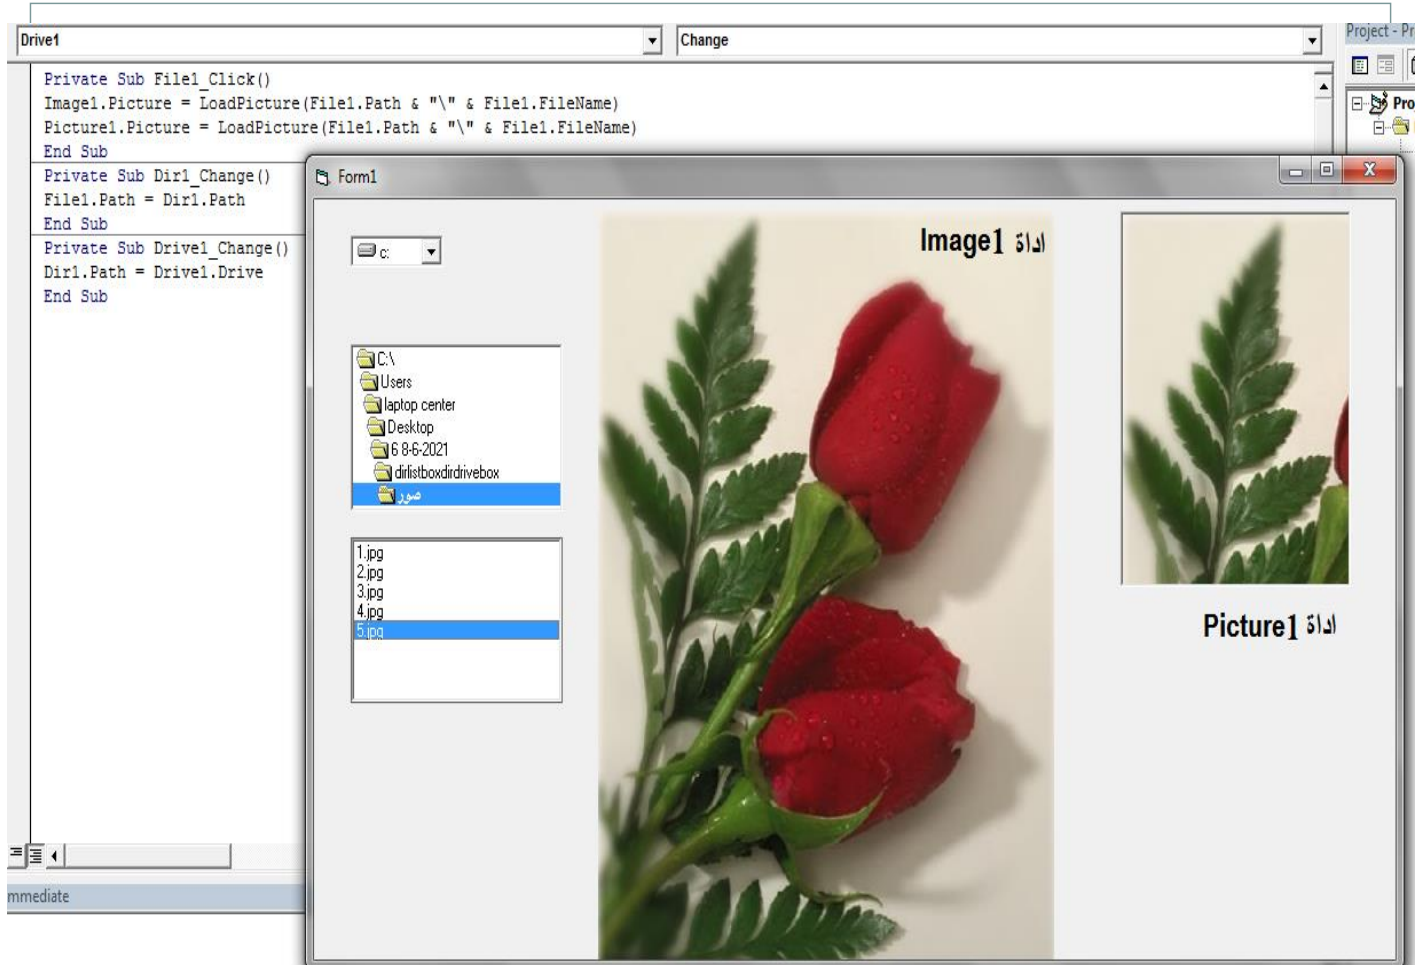 Drive1
Change
Project - Pr
Private Sub File1_Click()
Image1.Picture = LoadPicture(File1.Path & "\" & File1.FileName)
Picture1.Picture = LoadPicture(File1.Path & "\" & File1.FileName)
End Sub
Private Sub Dir1_Change()
File1.Path = Dir1.Path
End Sub
Private Sub Drive1_Change()
Dir1.Path = Drive1.Drive
End Sub
Pro
Form1
c:
C:\
Users
laptop center
Desktop
6 8-6-2021
dirlistboxdirdrivebox
صور
1.jpg
2.jpg
3.jpg
4.jpg
5.jpg
اداة Image1
اداة Picture1
mmediate